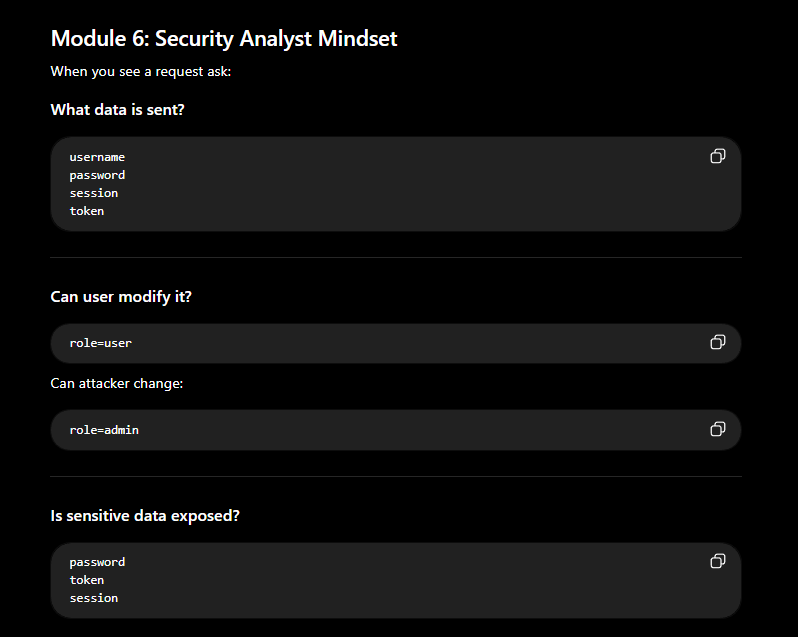 Module 6: Security Analyst Mindset
When you see a request ask:
What data is sent?
username
password
session
token
Can user modify it?
role=user
Can attacker change:
role=admin
Is sensitive data exposed?
password
token
session